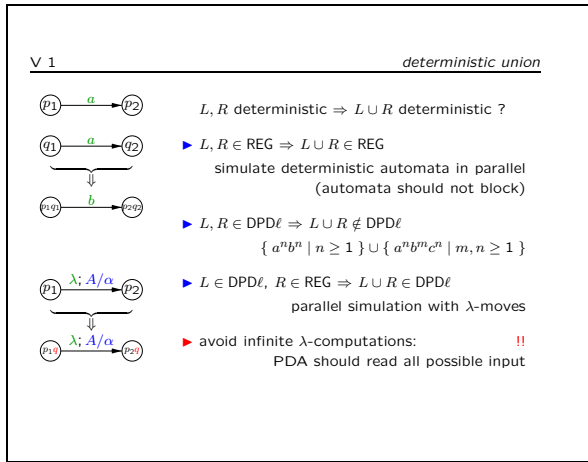 V 1 deterministic union
p1 a p2
L, R deterministic ⇒ L ∪ R deterministic ?
q1 a q2
▶ L, R ∈ REG ⇒ L ∪ R ∈ REG
simulate deterministic automata in parallel
⇓
(automata should not block)
p1q1 b p2q2
▶ L, R ∈ DPDℓ ⇒ L ∪ R ∉ DPDℓ
{ aⁿbⁿ | n ≥ 1 } ∪ { aⁿbᵐcⁿ | m, n ≥ 1 }
p1 λ; A/α p2
▶ L ∈ DPDℓ, R ∈ REG ⇒ L ∪ R ∈ DPDℓ
parallel simulation with λ-moves
⇓
p1q λ; A/α p2q
▶ avoid infinite λ-computations: !!
PDA should read all possible input